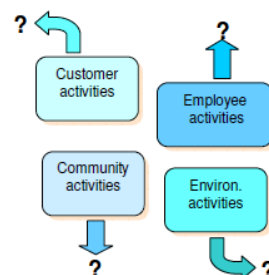 ?
?
Customer
activities
Employee
activities
Community
activities
Environ.
activities
?
?